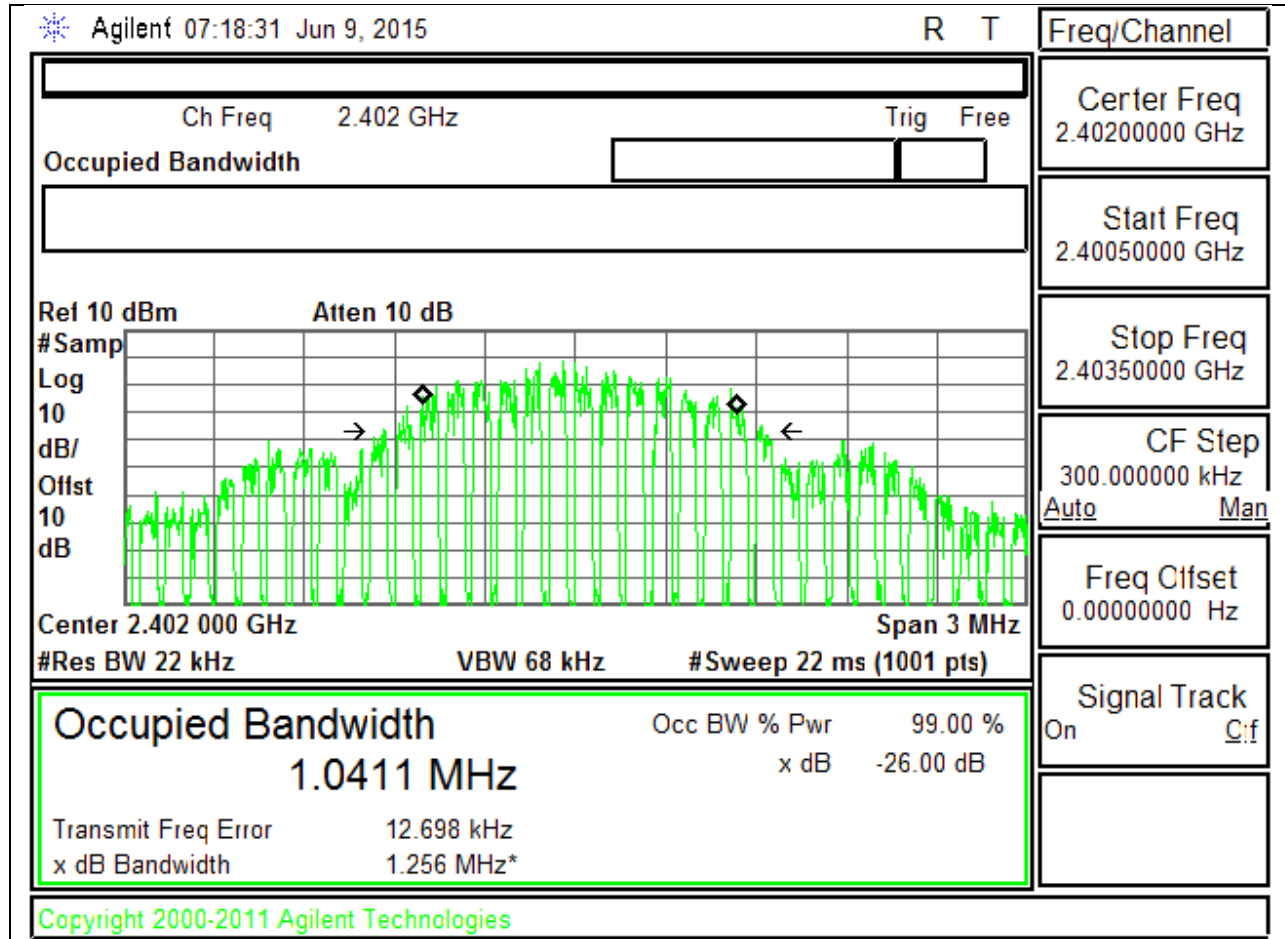 Agilent 07:18:31 Jun 9, 2015 R T
Freq/Channel
Ch Freq 2.402 GHz Trig Free
Occupied Bandwidth
Center Freq
2.40200000 GHz
Start Freq
2.40050000 GHz
Stop Freq
2.40350000 GHz
CF Step
300.000000 kHz
Auto Man
Freq Offset
0.00000000 Hz
Signal Track
On Off
Ref 10 dBm Atten 10 dB
#Samp
Log
10
dB/
Offst
10
dB
Center 2.402 000 GHz Span 3 MHz
#Res BW 22 kHz VBW 68 kHz #Sweep 22 ms (1001 pts)
Occupied Bandwidth
1.0411 MHz
Occ BW % Pwr 99.00 %
x dB -26.00 dB
Transmit Freq Error 12.698 kHz
x dB Bandwidth 1.256 MHz*
Copyright 2000-2011 Agilent Technologies